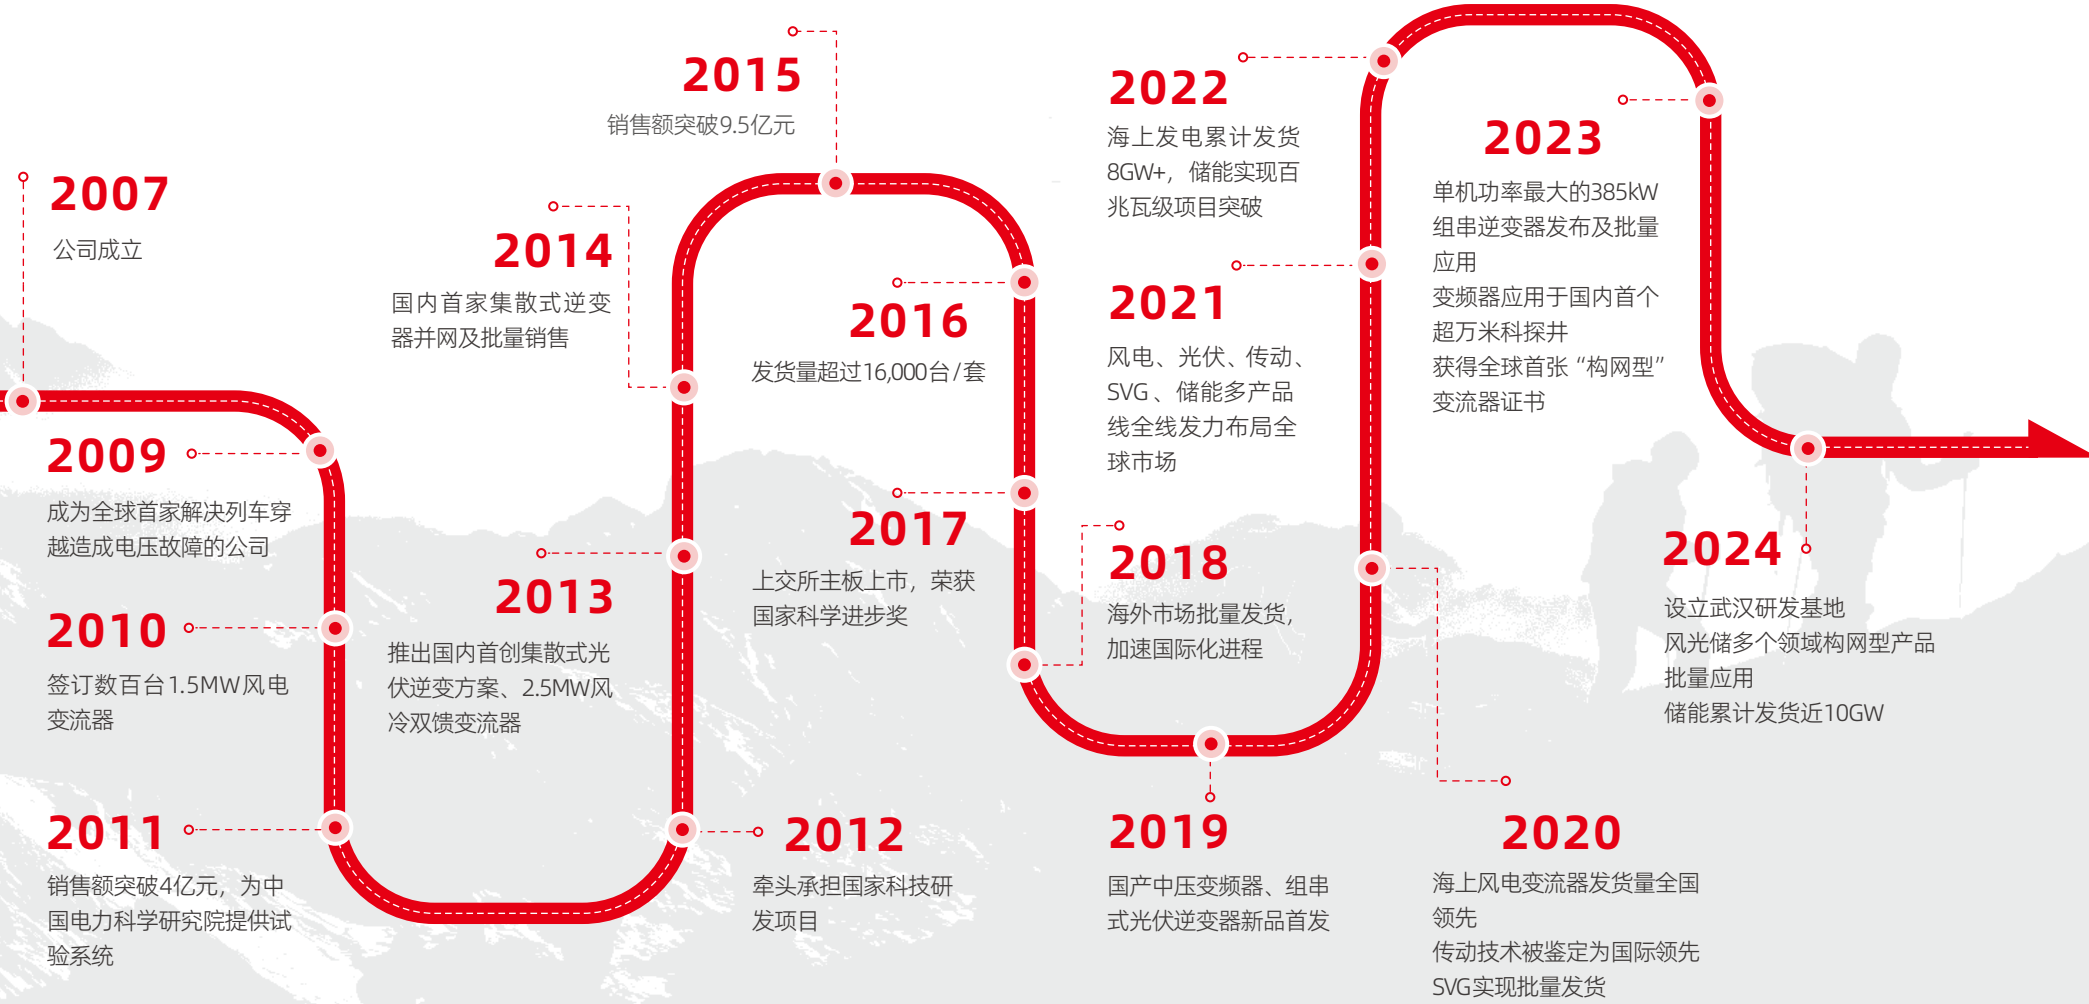 2007
公司成立
2009
成为全球首家解决列车穿
越造成电压故障的公司
2010
签订数百台1.5MW风电
变流器
2011
销售额突破4亿元，为中
国电力科学研究院提供试
验系统
2012
牵头承担国家科技研
发项目
2013
推出国内首创集散式光
伏逆变方案、2.5MW风
冷双馈变流器
2014
国内首家集散式逆变
器并网及批量销售
2015
销售额突破9.5亿元
2016
发货量超过16,000台/套
2017
上交所主板上市，荣获
国家科学进步奖
2018
海外市场批量发货，
加速国际化进程
2019
国产中压变频器、组串
式光伏逆变器新品首发
2020
海上风电变流器发货量全国
领先
传动技术被鉴定为国际领先
SVG实现批量发货
2021
风电、光伏、传动、
SVG、储能多产品
线全线发力布局全
球市场
2022
海上发电累计发货
8GW+，储能实现百
兆瓦级项目突破
2023
单机功率最大的385kW
组串逆变器发布及批量
应用
变频器应用于国内首个
超万米科探井
获得全球首张“构网型”
变流器证书
2024
设立武汉研发基地
风光储多个领域构网型产品
批量应用
储能累计发货近10GW